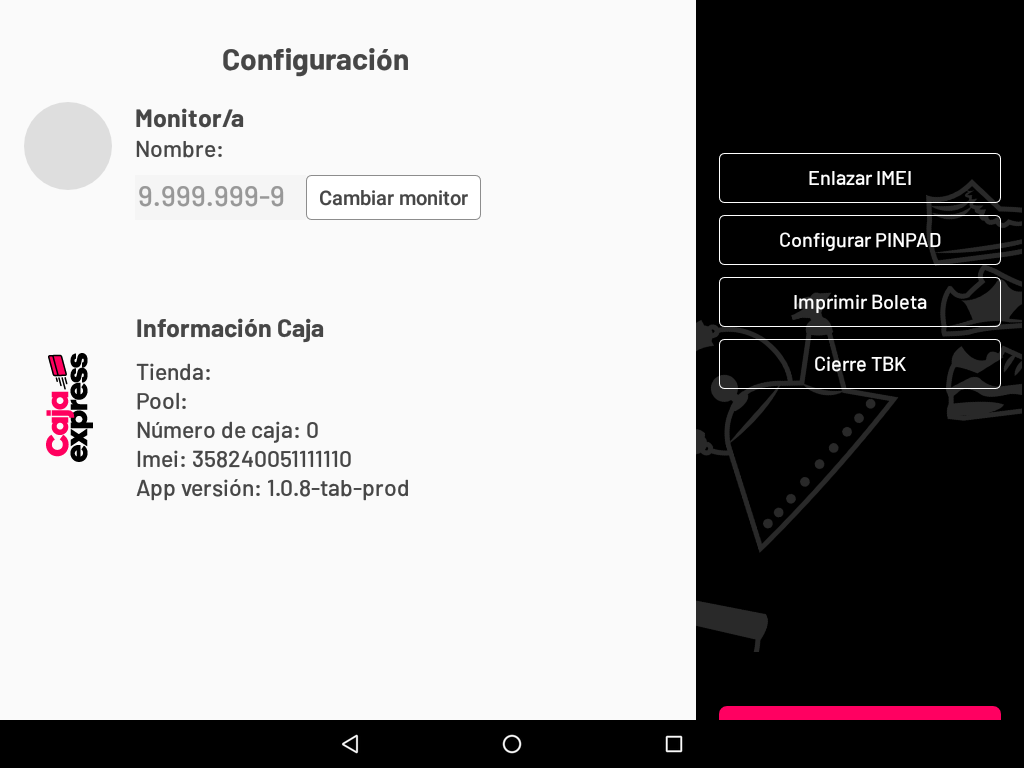 Configuración
Monitor/a
Nombre:
9.999.999-9
Cambiar monitor
Información Caja
Caja
express
Tienda:
Pool:
Número de caja: 0
Imei: 358240051111110
App versión: 1.0.8-tab-prod
Enlazar IMEI
Configurar PINPAD
Imprimir Boleta
Cierre TBK